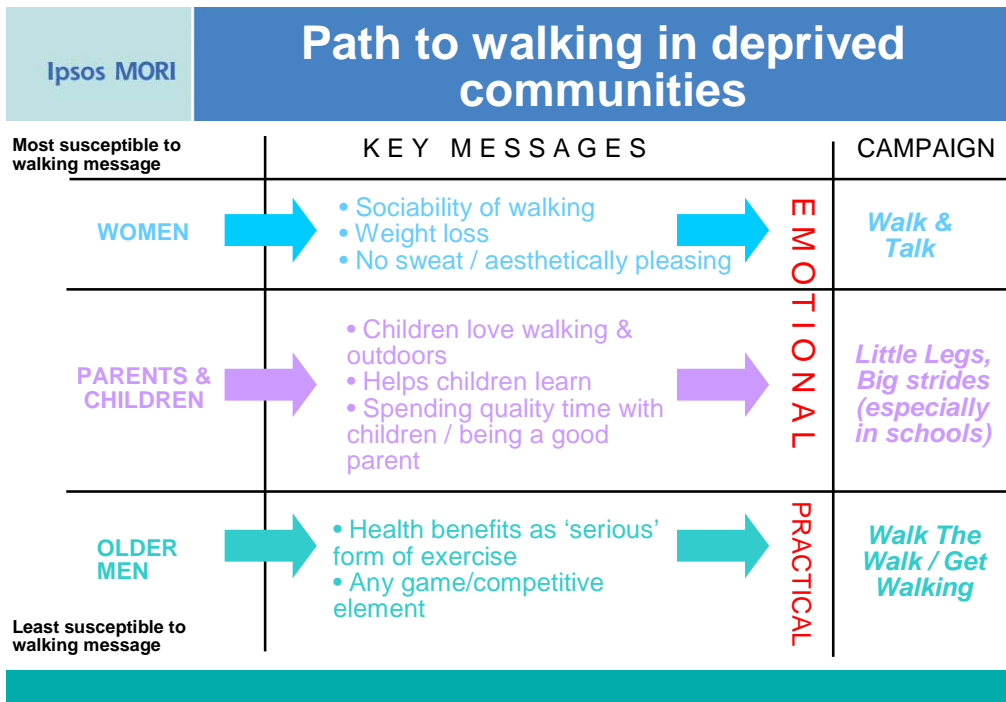 Ipsos MORI
Path to walking in deprived
communities
Most susceptible to
walking message
KEY MESSAGES
CAMPAIGN
WOMEN
• Sociability of walking
• Weight loss
• No sweat / aesthetically pleasing
EMOTIONAL
Walk &
Talk
PARENTS &
CHILDREN
• Children love walking &
outdoors
• Helps children learn
• Spending quality time with
children / being a good
parent
Little Legs,
Big strides
(especially
in schools)
OLDER
MEN
• Health benefits as ‘serious’
form of exercise
• Any game/competitive
element
PRACTICAL
Walk The
Walk / Get
Walking
Least susceptible to
walking message